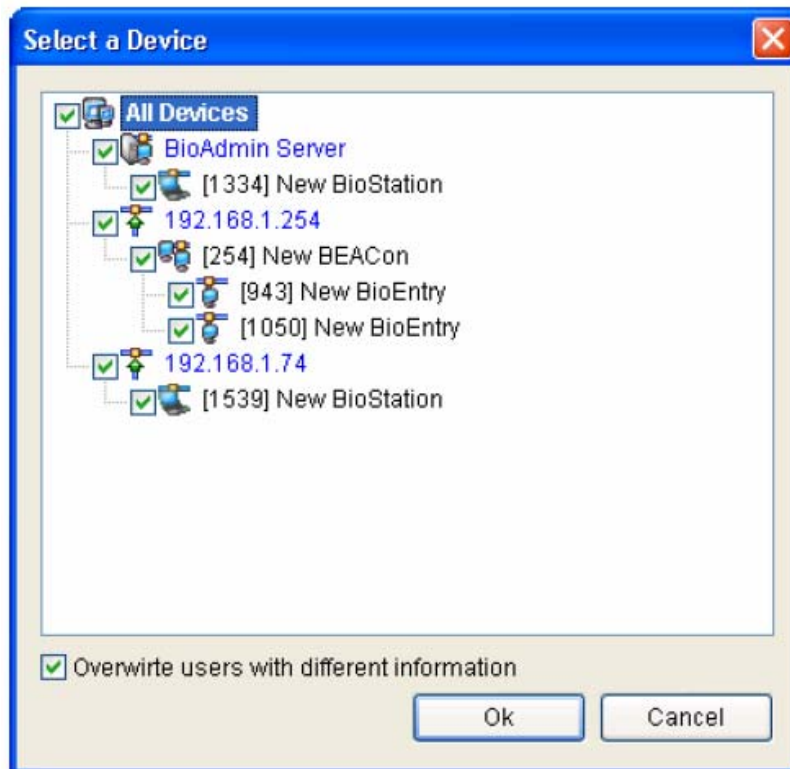 Select a Device
All Devices
BioAdmin Server
[1334] New BioStation
192.168.1.254
[254] New BEACon
[943] New BioEntry
[1050] New BioEntry
192.168.1.74
[1539] New BioStation
Overwirte users with different information
Ok Cancel